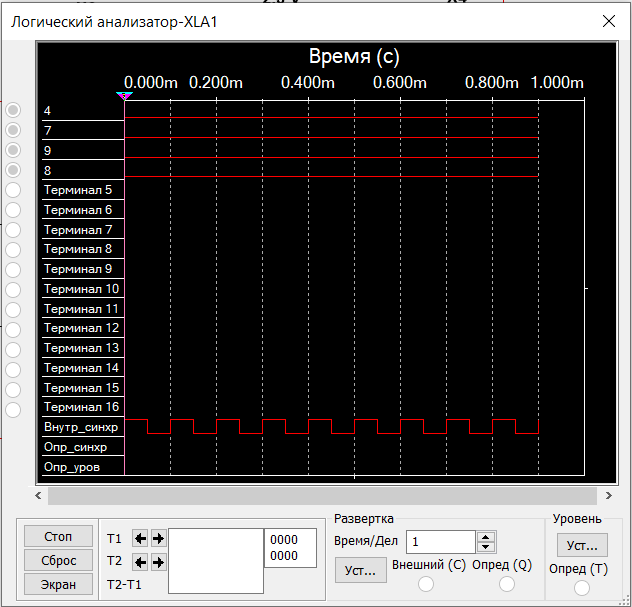 Логический анализатор-XLA1
Время (с)
0.000m 0.200m 0.400m 0.600m 0.800m 1.000m
4
7
9
8
Терминал 5
Терминал 6
Терминал 7
Терминал 8
Терминал 9
Терминал 10
Терминал 11
Терминал 12
Терминал 13
Терминал 14
Терминал 15
Терминал 16
Внутр_синхр
Опр_синхр
Опр_уров
Стоп
Сброс
Экран
T1
T2
T2-T1
0000
0000
Развертка
Время/Дел 1
Уст...
Внешний (C) Опред (Q)
Уровень
Уст...
Опред (T)